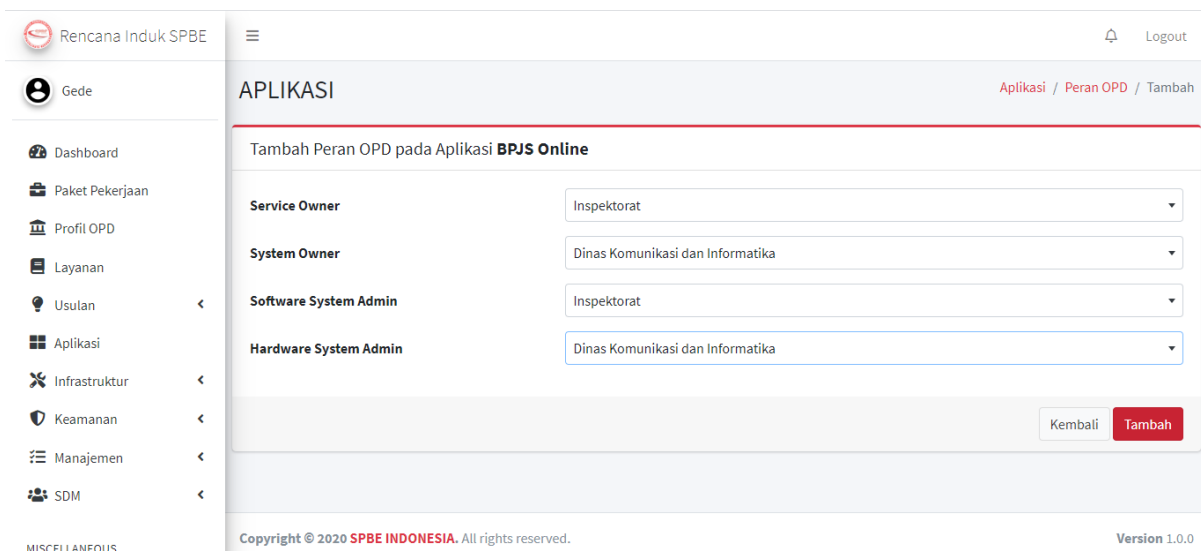 Rencana Induk SPBE
Logout
Gede
APLIKASI
Aplikasi / Peran OPD / Tambah
Dashboard
Paket Pekerjaan
Profil OPD
Layanan
Usulan
Aplikasi
Infrastruktur
Keamanan
Manajemen
SDM
MISCELLANEOUS
Tambah Peran OPD pada Aplikasi BPJS Online
Service Owner Inspektorat
System Owner Dinas Komunikasi dan Informatika
Software System Admin Inspektorat
Hardware System Admin Dinas Komunikasi dan Informatika
Kembali Tambah
Copyright © 2020 SPBE INDONESIA. All rights reserved. Version 1.0.0